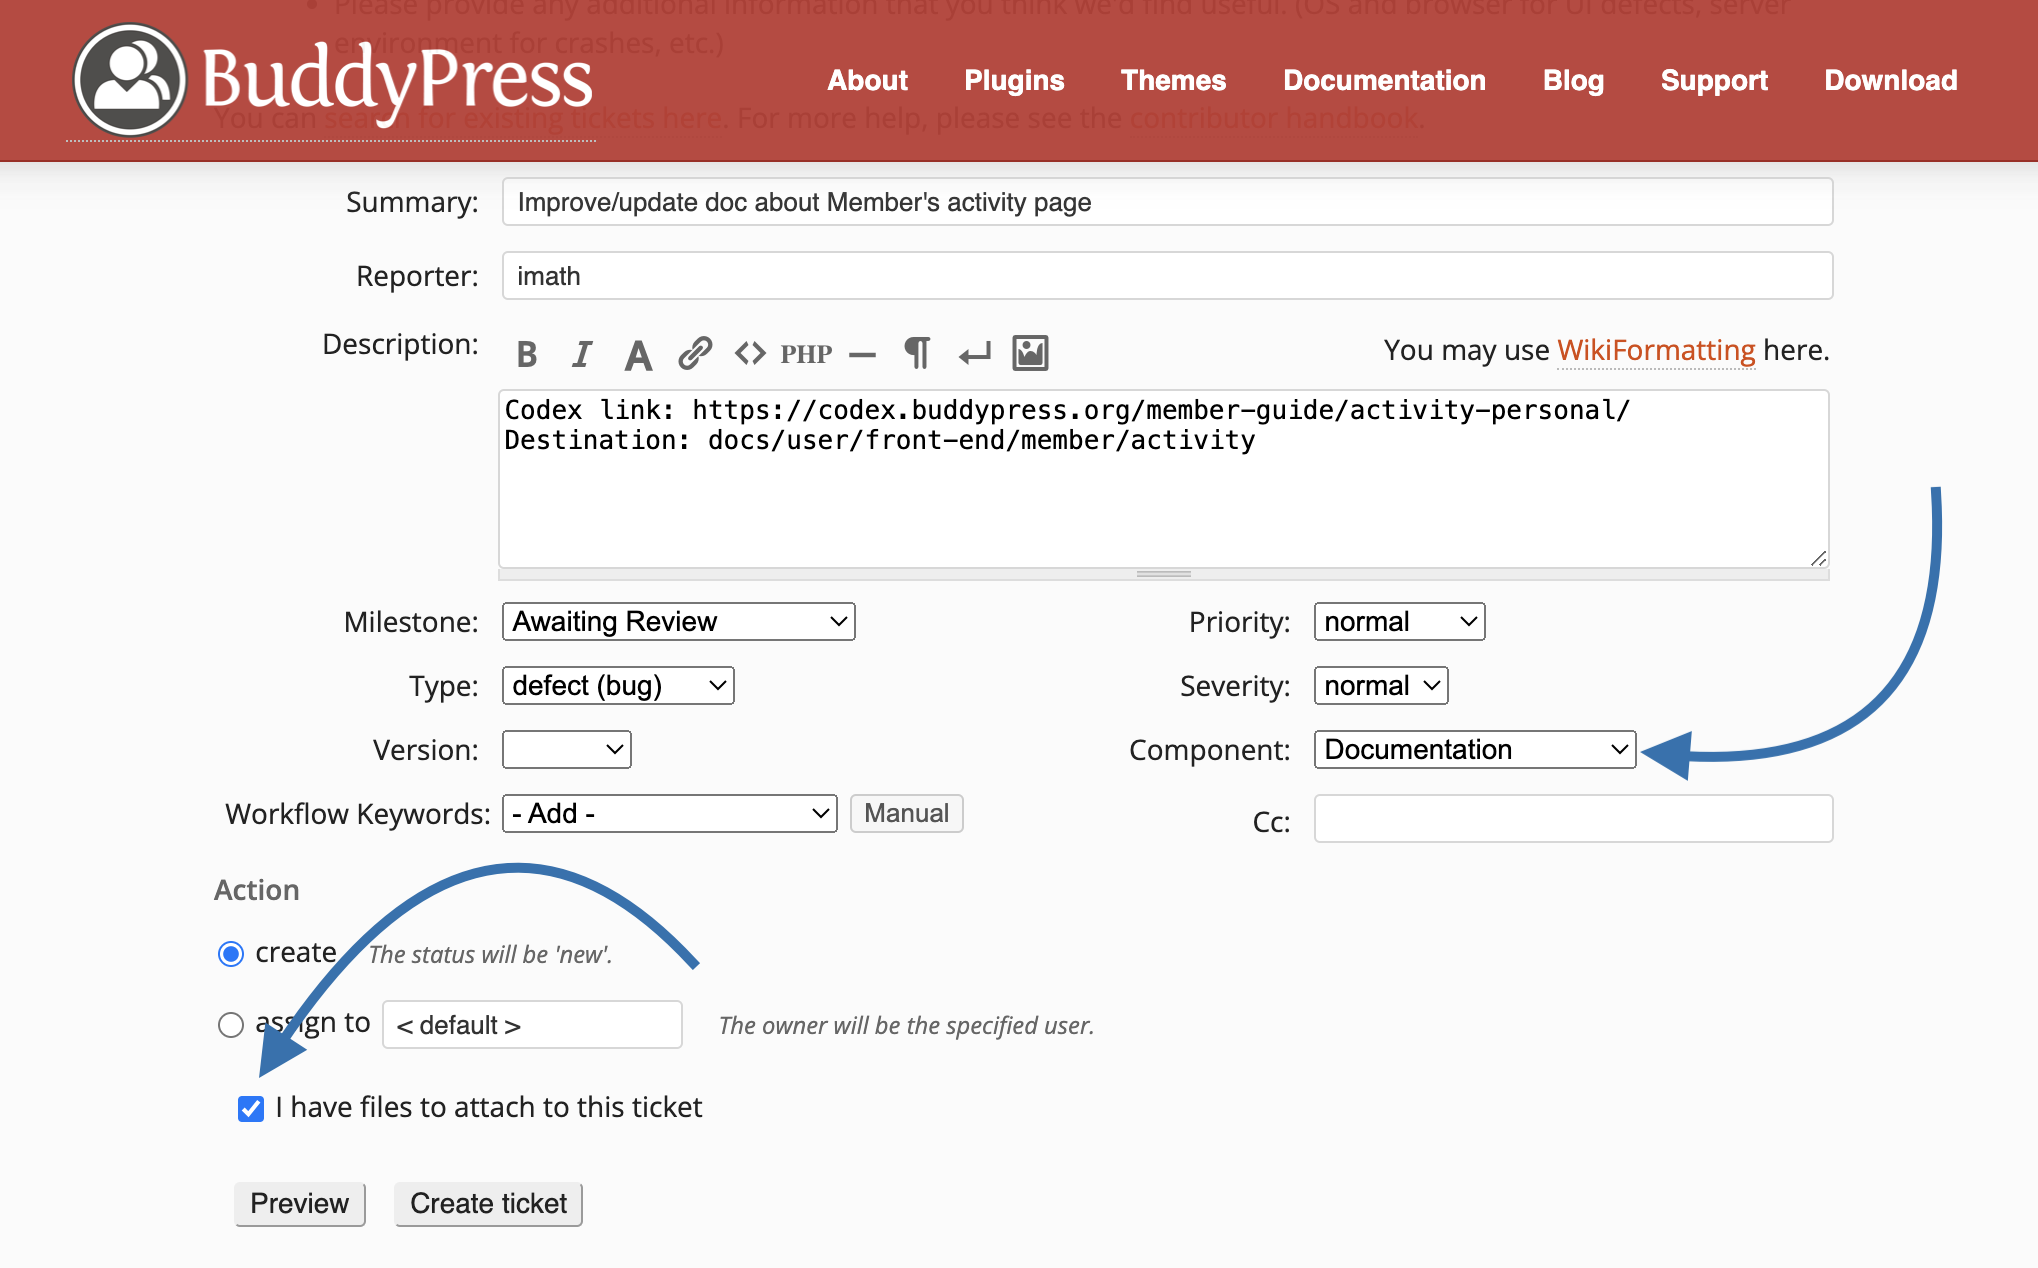 Please provide any additional information that you think we'd find useful. (OS and browser for UI defects, server
environment for crashes, etc.)
BuddyPress
About Plugins Themes Documentation Blog Support Download
You can search for existing tickets here. For more help, please see the contributor handbook.
Summary: Improve/update doc about Member's activity page
Reporter: imath
Description: B I A <> PHP — ¶ You may use WikiFormatting here.
Codex link: https://codex.buddypress.org/member-guide/activity-personal/
Destination: docs/user/front-end/member/activity
Milestone: Awaiting Review Priority: normal
Type: defect (bug) Severity: normal
Version: Component: Documentation
Workflow Keywords: - Add - Manual Cc:
Action
create The status will be 'new'.
assign to < default > The owner will be the specified user.
I have files to attach to this ticket
Preview Create ticket